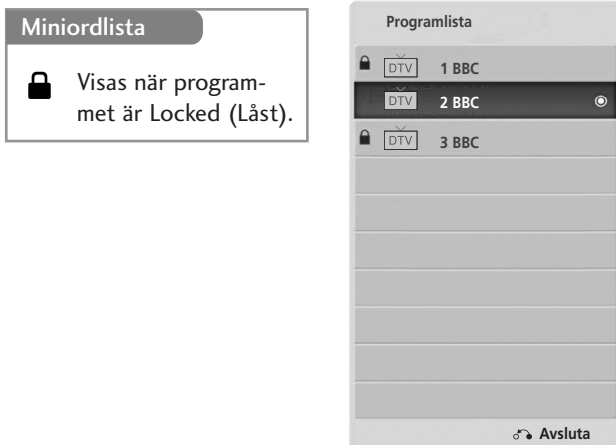 Miniordlista
Visas när program-
met är Locked (Låst).
Programlista
DTV 1 BBC
DTV 2 BBC
DTV 3 BBC
Avsluta